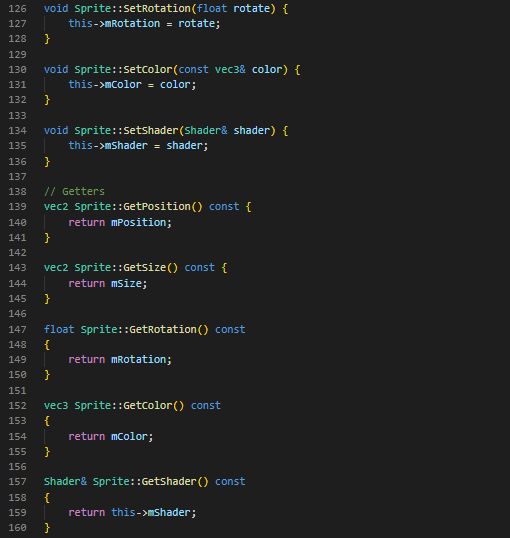 126 void Sprite::SetRotation(float rotate) {
127     this->mRotation = rotate;
128 }
129
130 void Sprite::SetColor(const vec3& color) {
131     this->mColor = color;
132 }
133
134 void Sprite::SetShader(Shader& shader) {
135     this->mShader = shader;
136 }
137
138 // Getters
139 vec2 Sprite::GetPosition() const {
140     return mPosition;
141 }
142
143 vec2 Sprite::GetSize() const {
144     return mSize;
145 }
146
147 float Sprite::GetRotation() const
148 {
149     return mRotation;
150 }
151
152 vec3 Sprite::GetColor() const
153 {
154     return mColor;
155 }
156
157 Shader& Sprite::GetShader() const
158 {
159     return this->mShader;
160 }